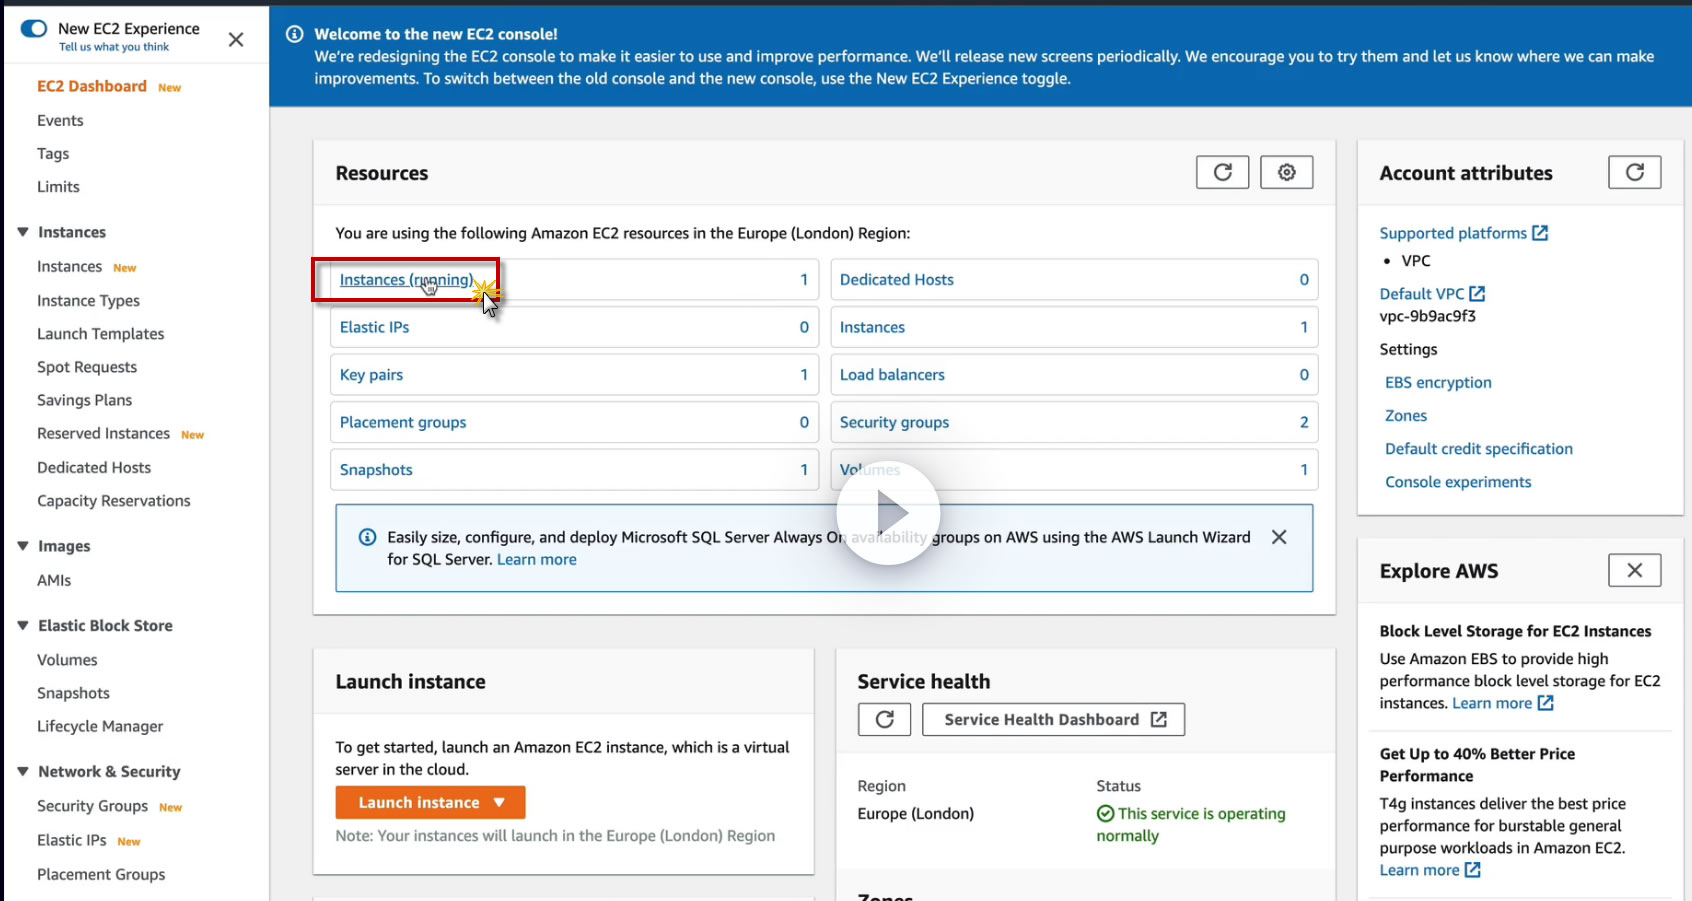 New EC2 Experience
Tell us what you think
EC2 Dashboard New
Events
Tags
Limits
Instances
Instances New
Instance Types
Launch Templates
Spot Requests
Savings Plans
Reserved Instances New
Dedicated Hosts
Capacity Reservations
Images
AMIs
Elastic Block Store
Volumes
Snapshots
Lifecycle Manager
Network & Security
Security Groups New
Elastic IPs New
Placement Groups
Welcome to the new EC2 console!
We're redesigning the EC2 console to make it easier to use and improve performance. We'll release new screens periodically. We encourage you to try them and let us know where we can make
improvements. To switch between the old console and the new console, use the New EC2 Experience toggle.
Resources
You are using the following Amazon EC2 resources in the Europe (London) Region:
Instances (running) 1
Dedicated Hosts 0
Elastic IPs 0
Instances 1
Key pairs 1
Load balancers 0
Placement groups 0
Security groups 2
Snapshots 1
Volumes 1
Easily size, configure, and deploy Microsoft SQL Server Always On availability groups on AWS using the AWS Launch Wizard
for SQL Server. Learn more
Launch instance
To get started, launch an Amazon EC2 instance, which is a virtual
server in the cloud.
Launch instance
Note: Your instances will launch in the Europe (London) Region
Service health
Service Health Dashboard
Region
Status
Europe (London)
This service is operating
normally
Zones
Account attributes
Supported platforms
• VPC
Default VPC
vpc-9b9ac9f3
Settings
EBS encryption
Zones
Default credit specification
Console experiments
Explore AWS
Block Level Storage for EC2 Instances
Use Amazon EBS to provide high
performance block level storage for EC2
instances. Learn more
Get Up to 40% Better Price
Performance
T4g instances deliver the best price
performance for burstable general
purpose workloads in Amazon EC2.
Learn more